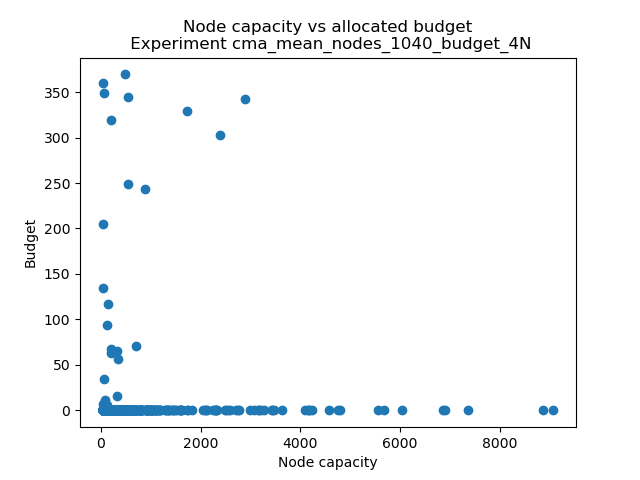 Node capacity vs allocated budget
Experiment cma_mean_nodes_1040_budget_4N
350
300
250
200
150
100
50
0
Budget
0 2000 4000 6000 8000
Node capacity